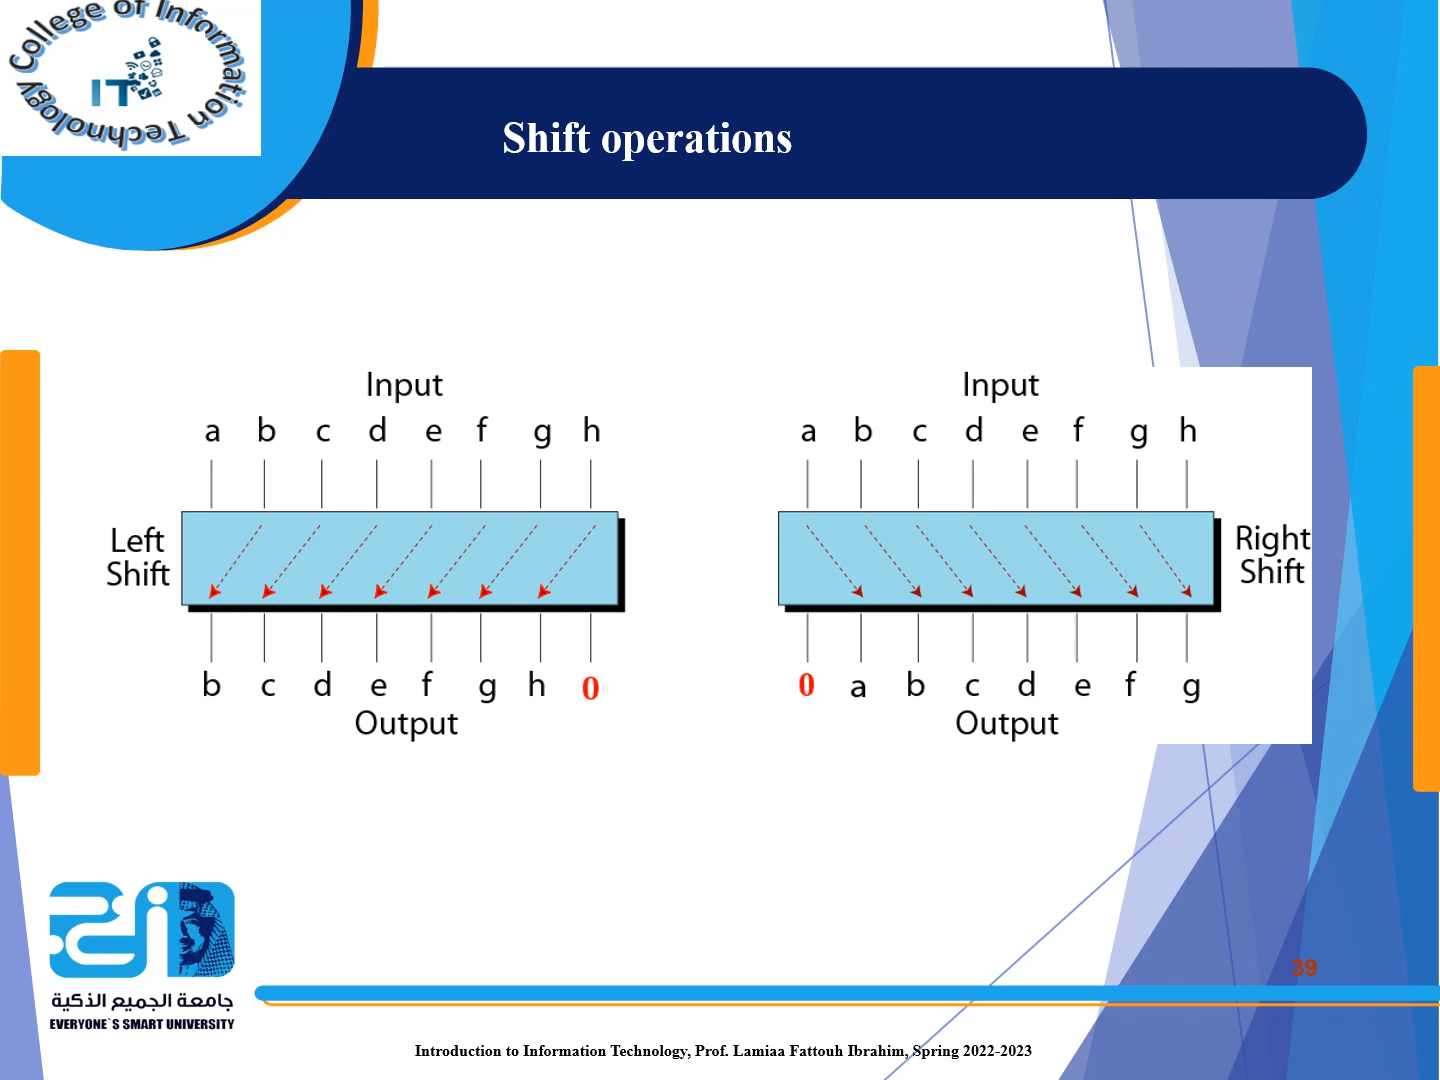 College of Information Technology
IT
Shift operations
Input
a b c d e f g h
Left
Shift
b c d e f g h 0
Output
Input
a b c d e f g h
Right
Shift
0 a b c d e f g
Output
39
جامعة الجميع الذكية
EVERYONE`S SMART UNIVERSITY
Introduction to Information Technology, Prof. Lamiaa Fattouh Ibrahim, Spring 2022-2023